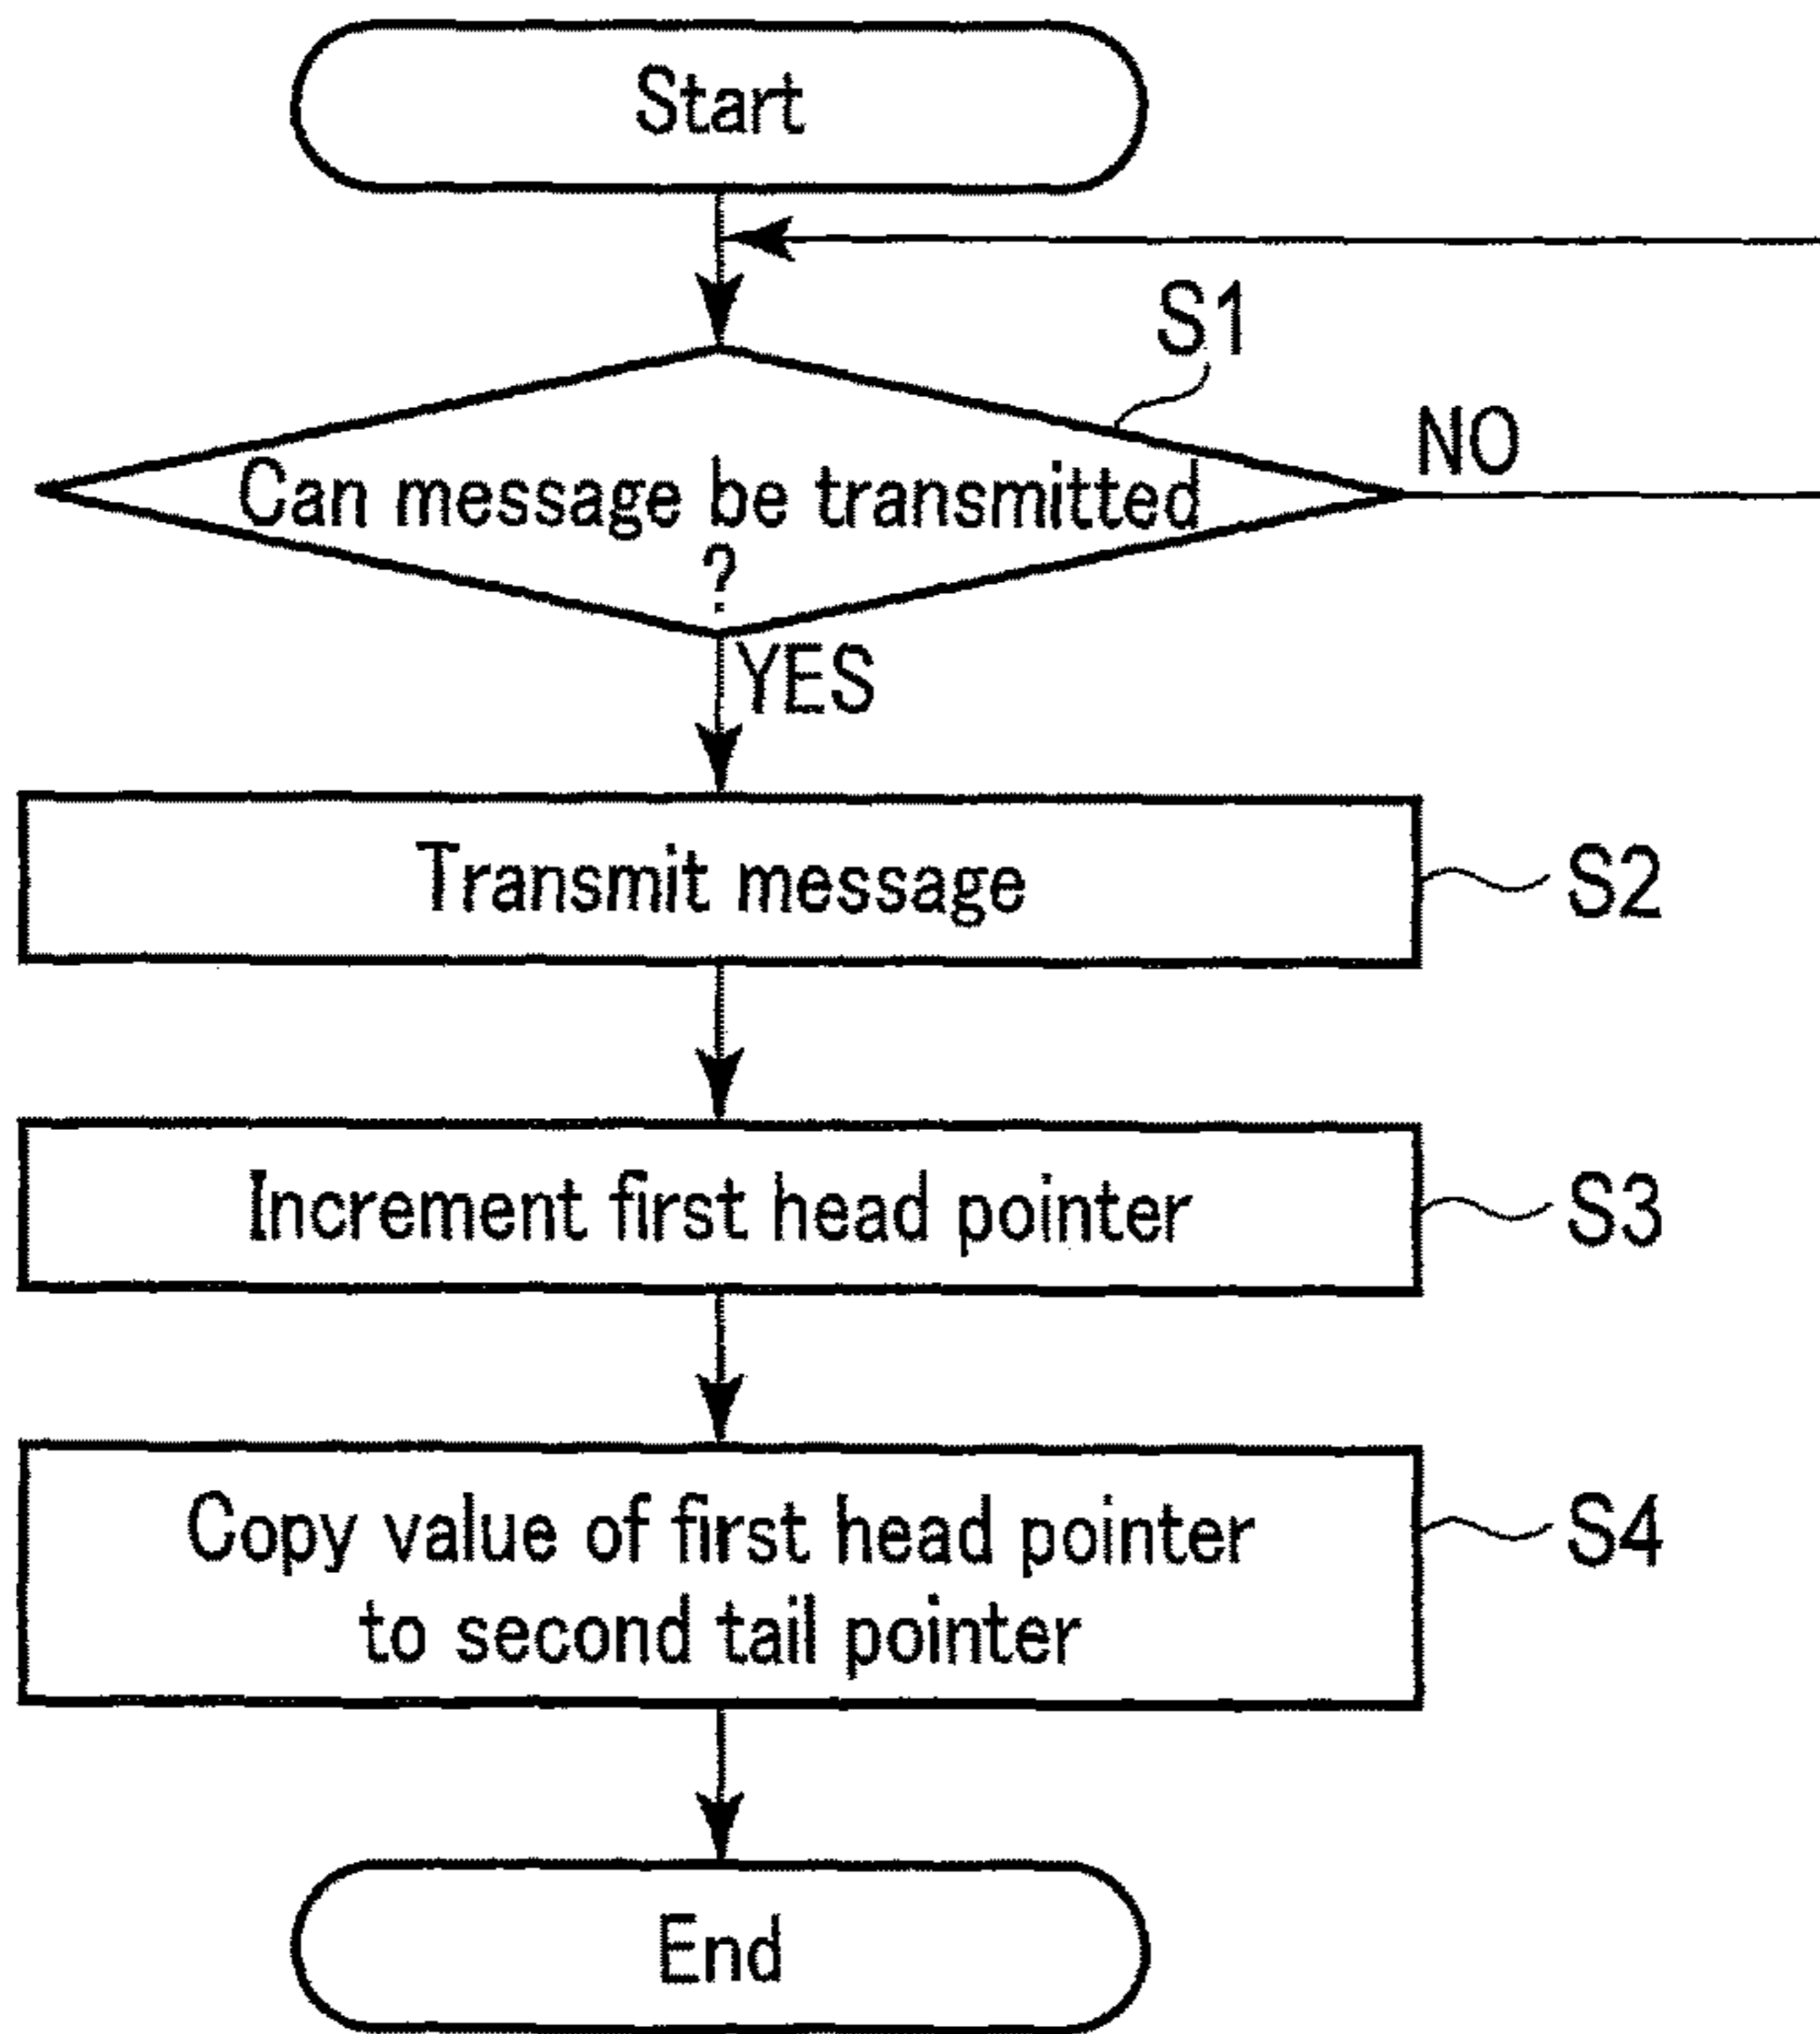 Start
S1
NO
Can message be transmitted
?
YES
Transmit message
S2
Increment first head pointer
S3
Copy value of first head pointer
to second tail pointer
S4
End